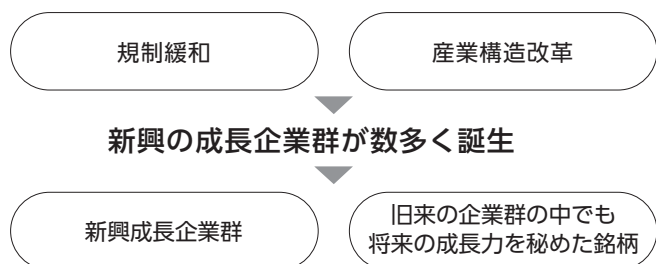 規制緩和
産業構造改革
新興の成長企業群が数多く誕生
新興成長企業群
旧来の企業群の中でも
将来の成長力を秘めた銘柄